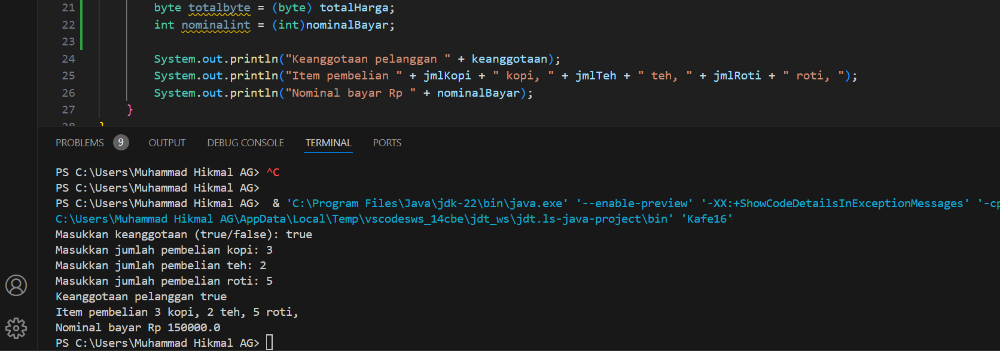 21 byte totalbyte = (byte) totalHarga;
22 int nominalint = (int)nominalBayar;
23
24 System.out.println("Keanggotaan pelanggan " + keanggotaan);
25 System.out.println("Item pembelian " + jmlKopi + " kopi, " + jmlTeh + " teh, " + jmlRoti + " roti, ");
26 System.out.println("Nominal bayar Rp " + nominalBayar);
27 }
28 }
PROBLEMS 9 OUTPUT DEBUG CONSOLE TERMINAL PORTS
PS C:\Users\Muhammad Hikmal AG> ^C
PS C:\Users\Muhammad Hikmal AG>
PS C:\Users\Muhammad Hikmal AG>  & 'C:\Program Files\Java\jdk-22\bin\java.exe' '--enable-preview' '-XX:+ShowCodeDetailsInExceptionMessages' '-cp
C:\Users\Muhammad Hikmal AG\AppData\Local\Temp\vscodesws_14cbe\jdt_ws\jdt.ls-java-project\bin' 'Kafe16'
Masukkan keanggotaan (true/false): true
Masukkan jumlah pembelian kopi: 3
Masukkan jumlah pembelian teh: 2
Masukkan jumlah pembelian roti: 5
Keanggotaan pelanggan true
Item pembelian 3 kopi, 2 teh, 5 roti,
Nominal bayar Rp 150000.0
PS C:\Users\Muhammad Hikmal AG>